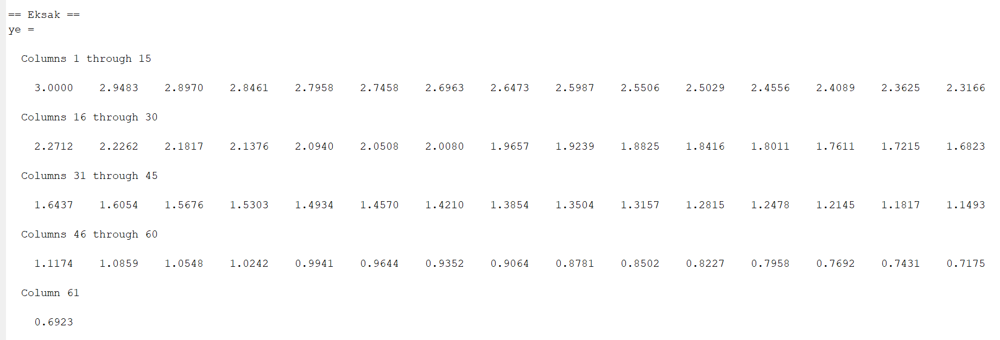 == Eksak ==
ye =
Columns 1 through 15
3.0000 2.9483 2.8970 2.8461 2.7958 2.7458 2.6963 2.6473 2.5987 2.5506 2.5029 2.4556 2.4089 2.3625 2.3166
Columns 16 through 30
2.2712 2.2262 2.1817 2.1376 2.0940 2.0508 2.0080 1.9657 1.9239 1.8825 1.8416 1.8011 1.7611 1.7215 1.6823
Columns 31 through 45
1.6437 1.6054 1.5676 1.5303 1.4934 1.4570 1.4210 1.3854 1.3504 1.3157 1.2815 1.2478 1.2145 1.1817 1.1493
Columns 46 through 60
1.1174 1.0859 1.0548 1.0242 0.9941 0.9644 0.9352 0.9064 0.8781 0.8502 0.8227 0.7958 0.7692 0.7431 0.7175
Column 61
0.6923